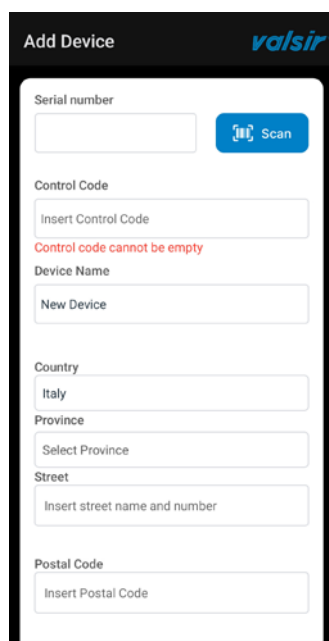 Add Device valsir
Serial number
Scan
Control Code
Insert Control Code
Control code cannot be empty
Device Name
New Device
Country
Italy
Province
Select Province
Street
Insert street name and number
Postal Code
Insert Postal Code